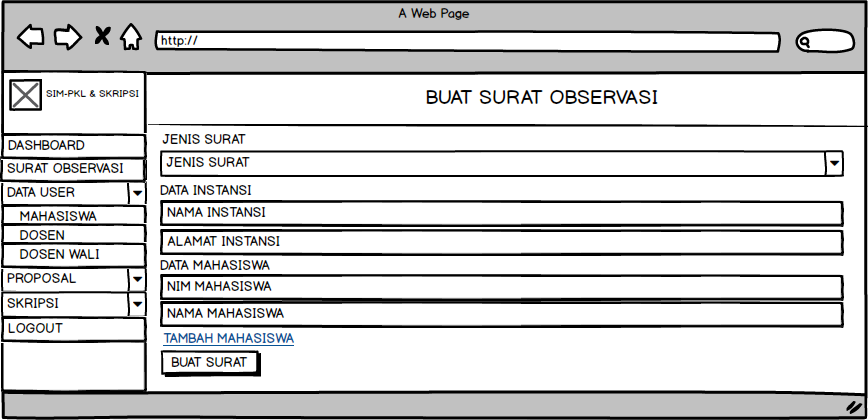 A Web Page
http://
SIM-PKL & SKRIPSI
BUAT SURAT OBSERVASI
DASHBOARD
SURAT OBSERVASI
DATA USER
MAHASISWA
DOSEN
DOSEN WALI
PROPOSAL
SKRIPSI
LOGOUT
JENIS SURAT
JENIS SURAT
DATA INSTANSI
NAMA INSTANSI
ALAMAT INSTANSI
DATA MAHASISWA
NIM MAHASISWA
NAMA MAHASISWA
TAMBAH MAHASISWA
BUAT SURAT